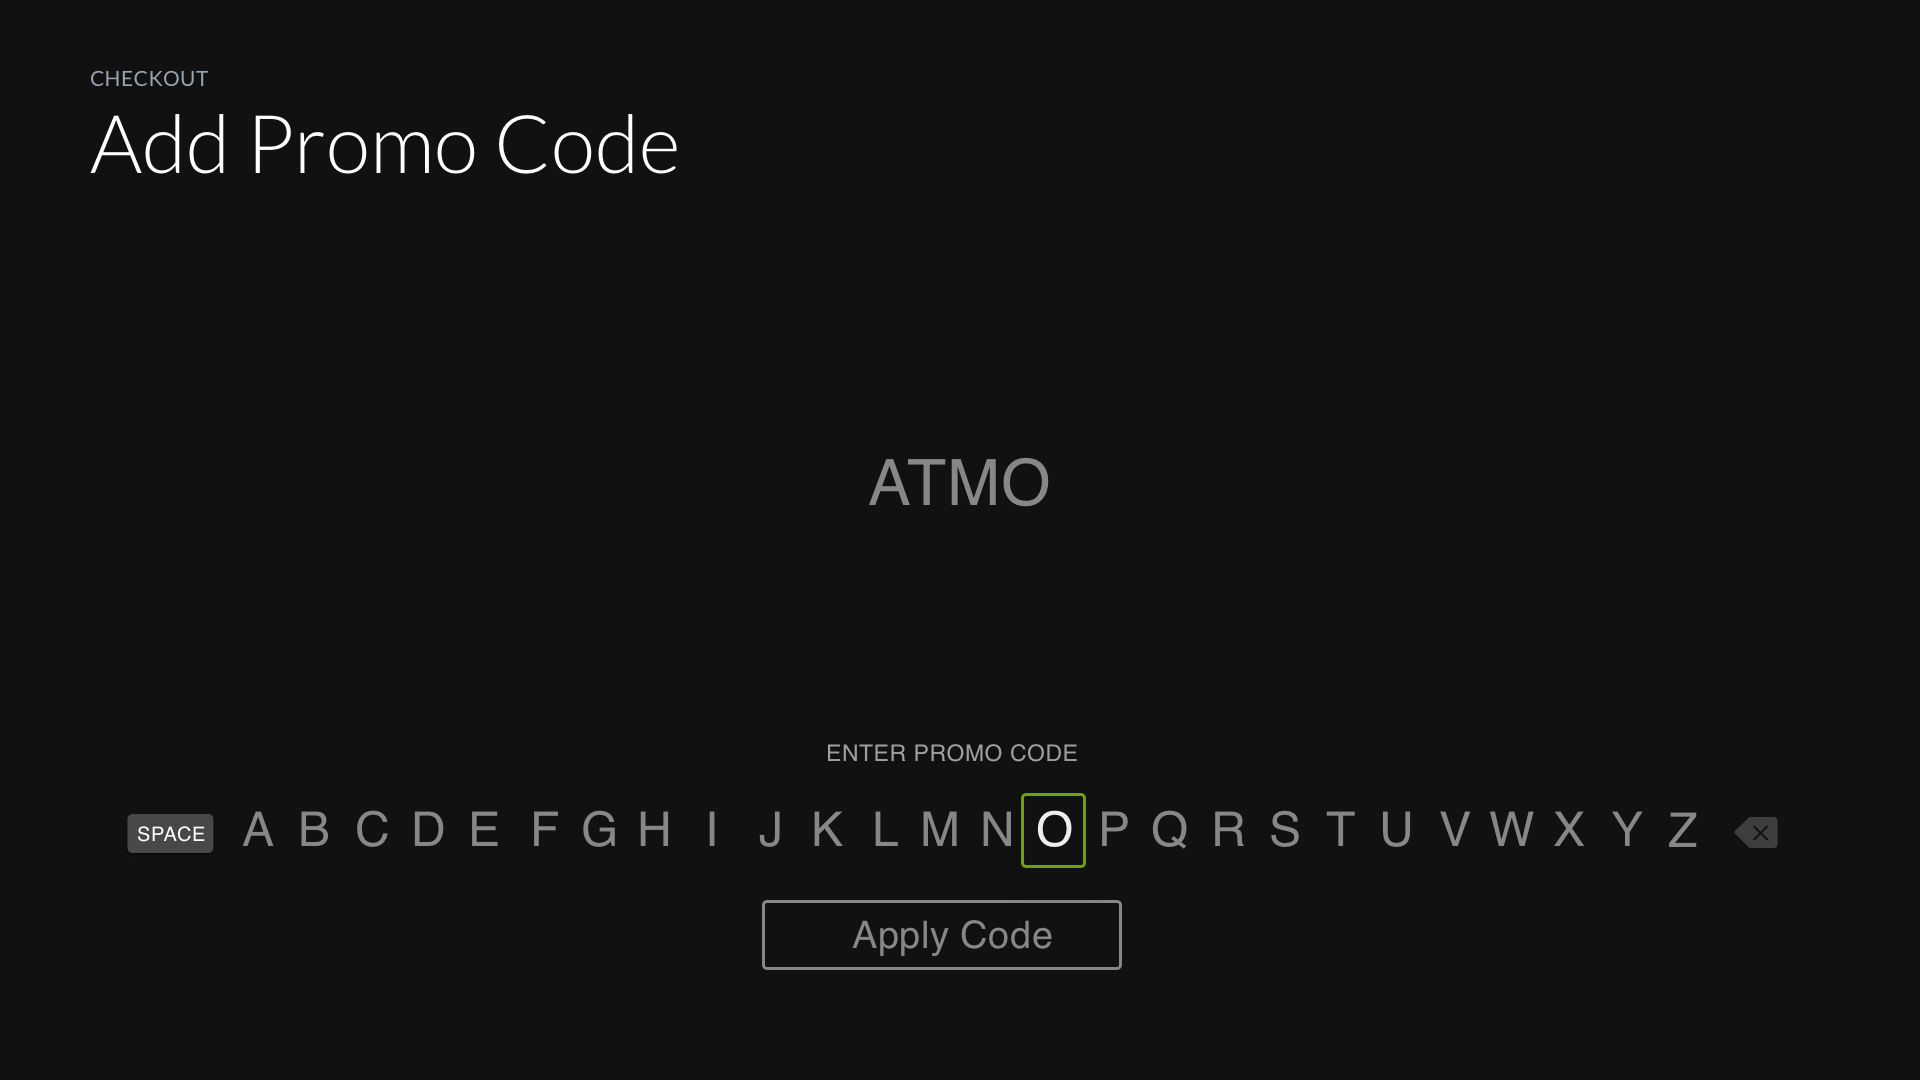 CHECKOUT
Add Promo Code
ATMO
ENTER PROMO CODE
SPACE A B C D E F G H I J K L M N O P Q R S T U V W X Y Z
Apply Code